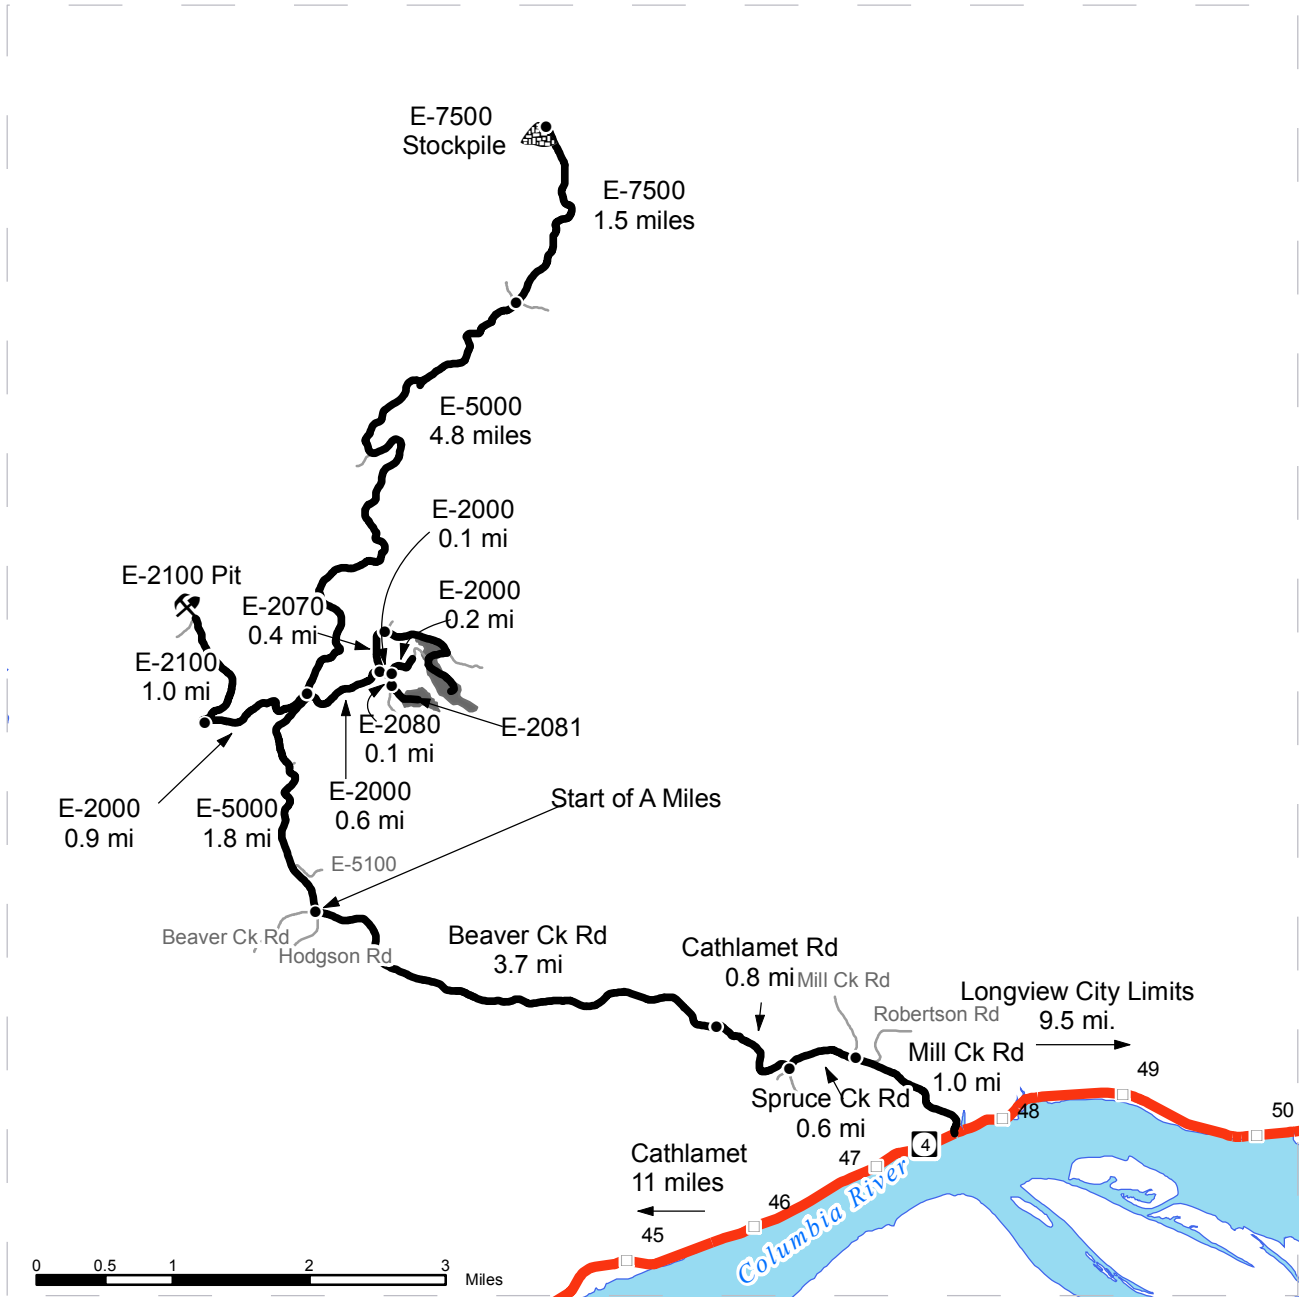 E-7500
Stockpile
E-7500
1.5 miles
E-5000
4.8 miles
E-2000
0.1 mi
E-2100 Pit
E-2000
0.2 mi
E-2070
0.4 mi
E-2100
1.0 mi
E-2080
0.1 mi
E-2081
E-2000
0.6 mi
Start of A Miles
E-2000
0.9 mi
E-5000
1.8 mi
E-5100
Beaver Ck Rd
Hodgson Rd
Beaver Ck Rd
3.7 mi
Cathlamet Rd
0.8 mi
Mill Ck Rd
Longview City Limits
9.5 mi.
Robertson Rd
Mill Ck Rd
1.0 mi
Spruce Ck Rd
0.6 mi
49
48
50
4
47
Cathlamet
11 miles
46
45
Columbia River
0 0.5 1 2 3 Miles